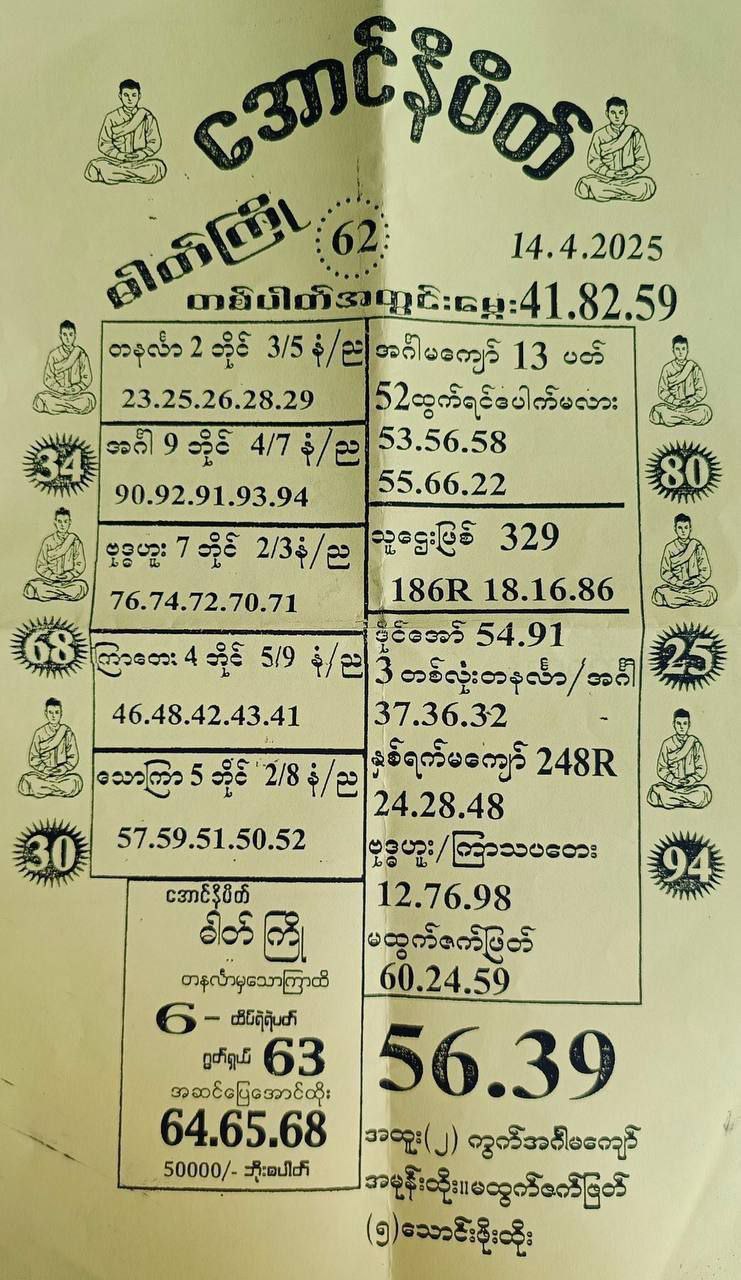 အောင်နိမိတ်
ဓါတ်ကြို 62
14.4.2025
တစ်ပါတ်အတွင်းမွေး 41.82.59
တနင်္လာ 2 ဘိုင် 3/5 နံ/ည
23.25.26.28.29
34
အင်္ဂါ 9 ဘိုင် 4/7 နံ/ည
90.92.91.93.94
ဗုဒ္ဓဟူး 7 ဘိုင် 2/3 နံ/ည
76.74.72.70.71
68
ကြာတေး 4 ဘိုင် 5/9 နံ/ည
46.48.42.43.41
သောကြာ 5 ဘိုင် 2/8 နံ/ည
57.59.51.50.52
30
အောင်နိမိတ်
ဓါတ် ကြို
တနင်္လာမှသောကြာထိ
6 – ထိပ်ရဲရဲပတ်
ဂွတ်ရှယ် 63
အဆင်ပြေအောင်ထိုး
64.65.68
50000/- ဘိုးပေါက်
အင်္ဂါမကျော် 13 ပတ်
52ထွက်ရင်ပေါက်မလား
53.56.58
55.66.22
80
သူဌေးဖြစ် 329
186R 18.16.86
ဒိုင်အော် 54.91
25
3 တစ်လုံးတနင်္လာ/အင်္ဂါ
37.36.32
နှစ်ရက်မကျော် 248R
24.28.48
ဗုဒ္ဓဟူး/ကြာသပတေး
94
12.76.98
မထွက်ဇက်ဖြတ်
60.24.59
56.39
အထူး(၂) ကွက်အင်္ဂါမကျော်
အမုန်းထိုး။မထွက်ဇက်ဖြတ်
(၅)သောင်းဖိုးထိုး